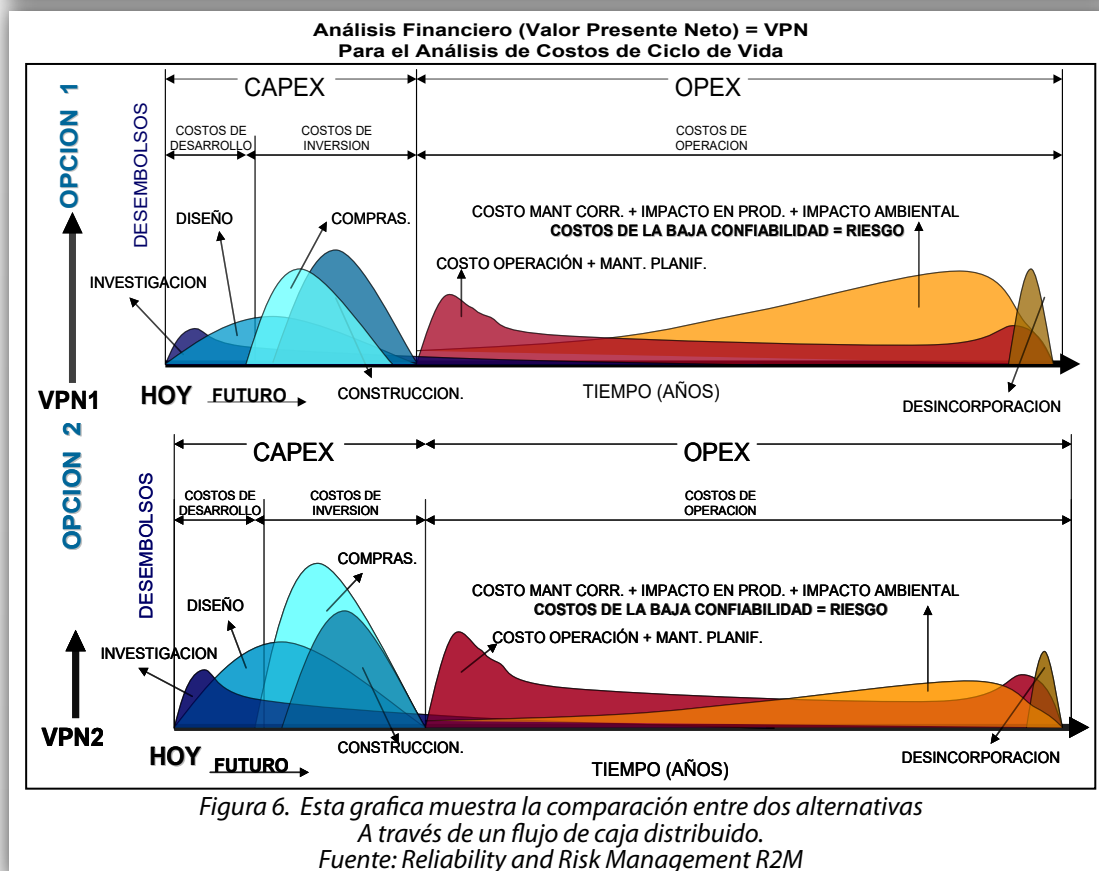 Análisis Financiero (Valor Presente Neto) = VPN
Para el Análisis de Costos de Ciclo de Vida
OPCION 1
DESEMBOLSOS
CAPEX
OPEX
COSTOS DE
DESARROLLO
COSTOS DE
INVERSION
COSTOS DE
OPERACION
DISEÑO
COMPRAS.
COSTO MANT CORR. + IMPACTO EN PROD. + IMPACTO AMBIENTAL
COSTOS DE LA BAJA CONFIABILIDAD = RIESGO
INVESTIGACION
COSTO OPERACIÓN + MANT. PLANIF.
VPN1
HOY
FUTURO
CONSTRUCCION.
TIEMPO (AÑOS)
DESINCORPORACION
OPCION 2
DESEMBOLSOS
CAPEX
OPEX
COSTOS DE
DESARROLLO
COSTOS DE
INVERSION
COSTOS DE
OPERACION
COMPRAS.
DISEÑO
COSTO MANT CORR. + IMPACTO EN PROD. + IMPACTO AMBIENTAL
COSTOS DE LA BAJA CONFIABILIDAD = RIESGO
INVESTIGACION
COSTO OPERACIÓN + MANT. PLANIF.
VPN2
HOY
FUTURO
CONSTRUCCION.
TIEMPO (AÑOS)
DESINCORPORACION
Figura 6. Esta grafica muestra la comparación entre dos alternativas
A través de un flujo de caja distribuido.
Fuente: Reliability and Risk Management R2M